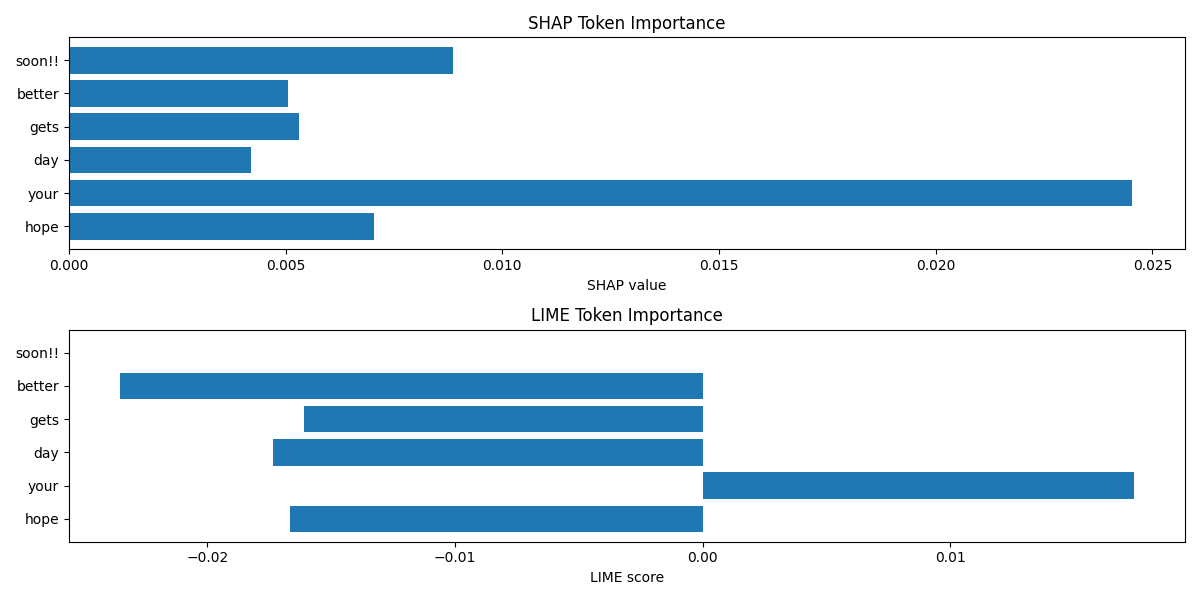 SHAP Token Importance
soon!!
better
gets
day
your
hope
0.000 0.005 0.010 0.015 0.020 0.025
SHAP value
LIME Token Importance
soon!!
better
gets
day
your
hope
−0.02 −0.01 0.00 0.01
LIME score